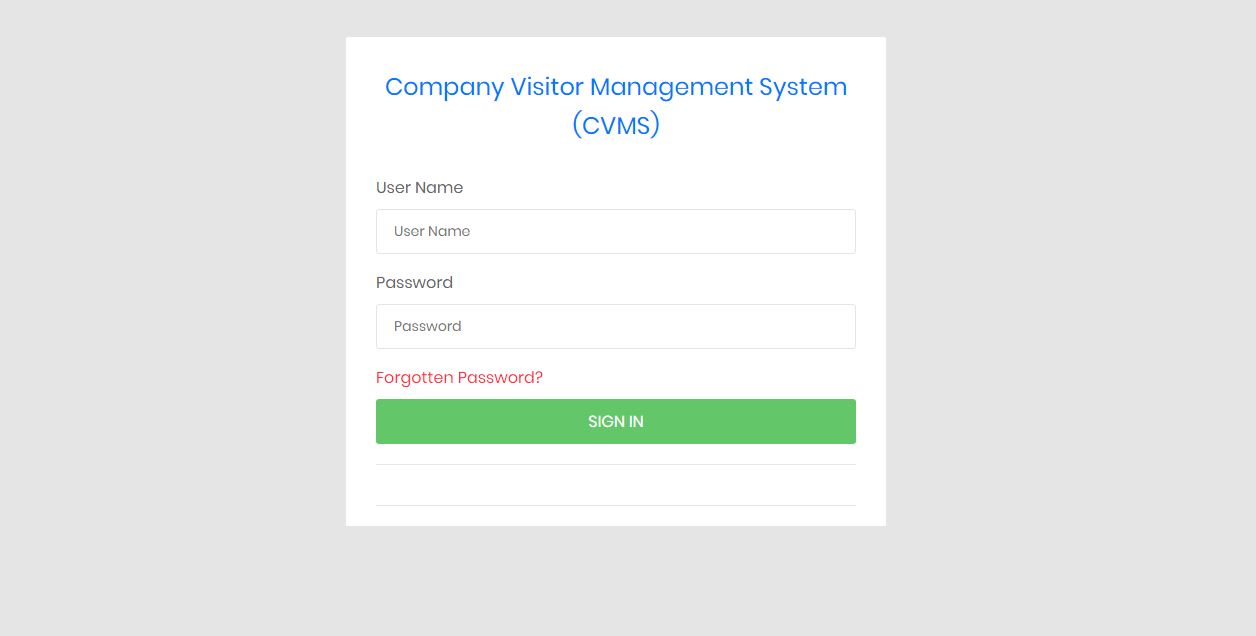 Company Visitor Management System
(CVMS)
User Name
User Name
Password
Password
Forgotten Password?
SIGN IN